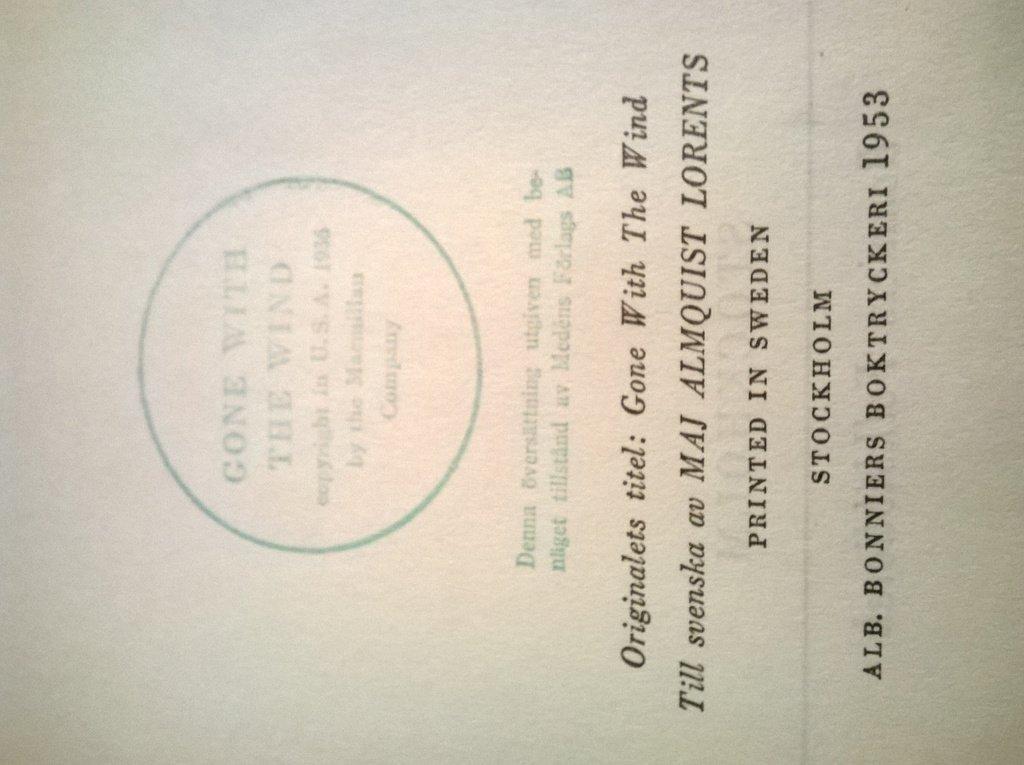 GONE WITH
THE WIND
copyright in U.S.A. 1936
by the Macmillan
Company
Denna översättning utgiven med be-
näget tillstånd av Medéns Förlags AB
Originalets titel: Gone With The Wind
Till svenska av MAJ ALMQUIST LORENTS
PRINTED IN SWEDEN
STOCKHOLM
ALB. BONNIERS BOKTRYCKERI 1953